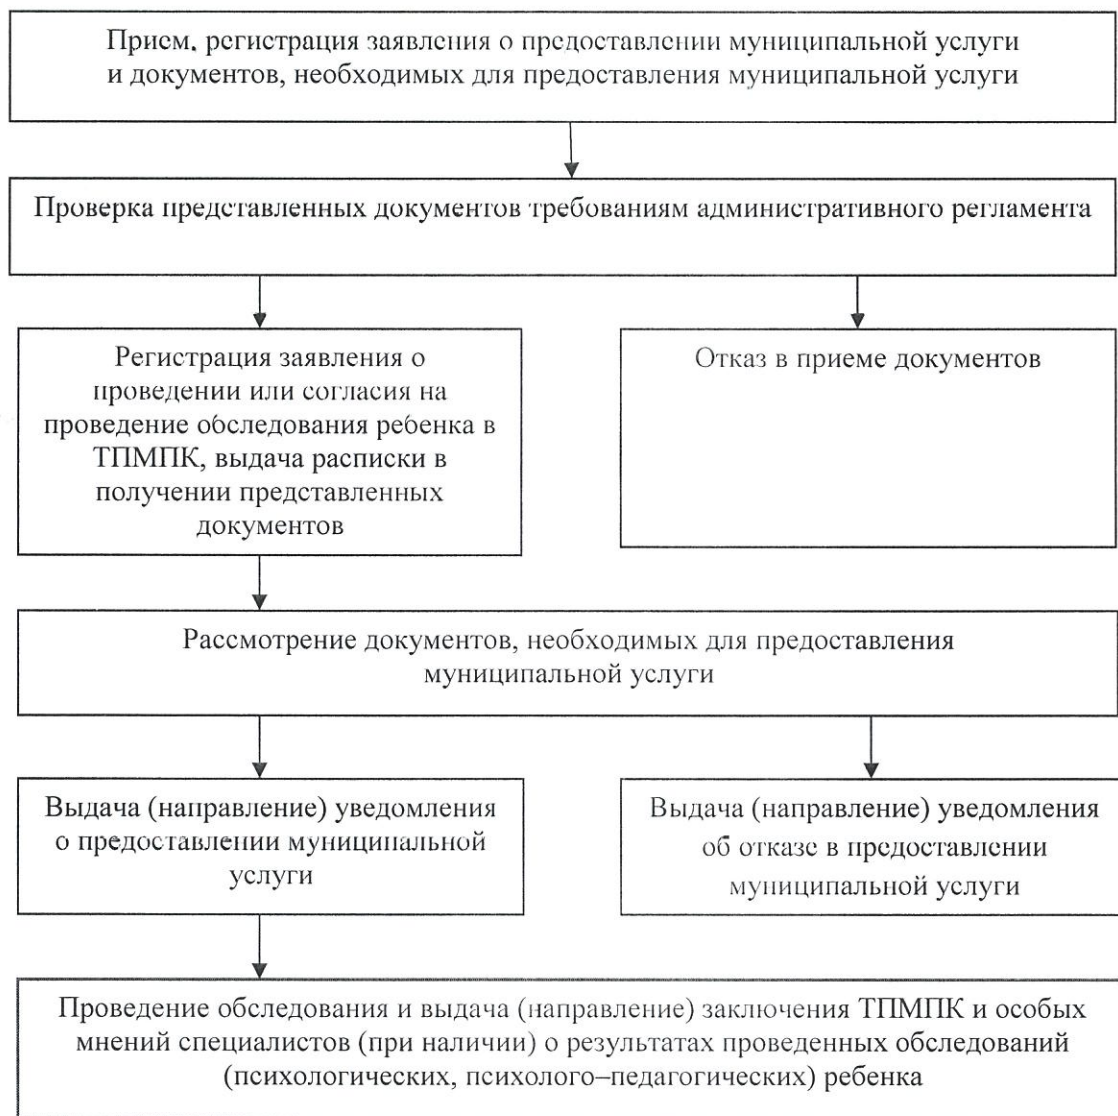 Прием, регистрация заявления о предоставлении муниципальной услуги
и документов, необходимых для предоставления муниципальной услуги
Проверка представленных документов требованиям административного регламента
Регистрация заявления о
проведении или согласия на
проведение обследования ребенка в
ТПМПК, выдача расписки в
получении представленных
документов
Отказ в приеме документов
Рассмотрение документов, необходимых для предоставления
муниципальной услуги
Выдача (направление) уведомления
о предоставлении муниципальной
услуги
Выдача (направление) уведомления
об отказе в предоставлении
муниципальной услуги
Проведение обследования и выдача (направление) заключения ТПМПК и особых
мнений специалистов (при наличии) о результатах проведенных обследований
(психологических, психолого–педагогических) ребенка